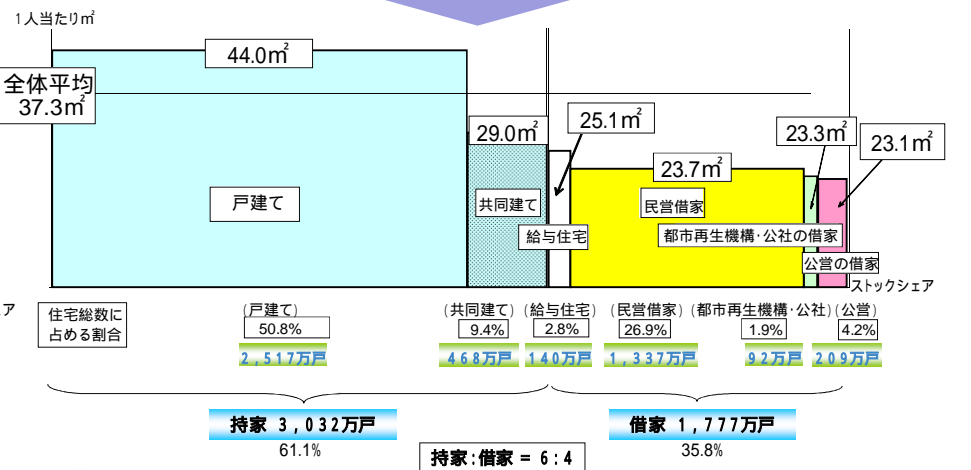 1人当たり㎡
44.0㎡
全体平均
37.3㎡
29.0㎡
25.1㎡
23.7㎡
23.3㎡
23.1㎡
戸建て
共同建て
給与住宅
民営借家
都市再生機構・公社の借家
公営の借家
ストックシェア
ア
住宅総数に
占める割合
(戸建て) (共同建て) (給与住宅) (民営借家) (都市再生機構・公社) (公営)
50.8% 9.4% 2.8% 26.9% 1.9% 4.2%
2,517万戸 468万戸 140万戸 1,337万戸 92万戸 209万戸
持家 3,032万戸 借家 1,777万戸
61.1% 35.8%
持家:借家 = 6:4